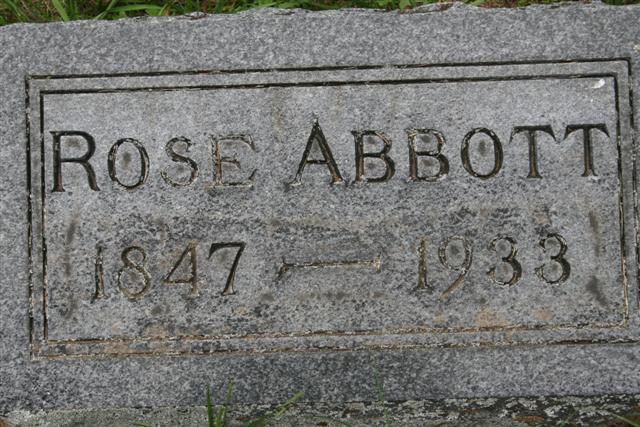 ROSE ABBOTT
1847 — 1933